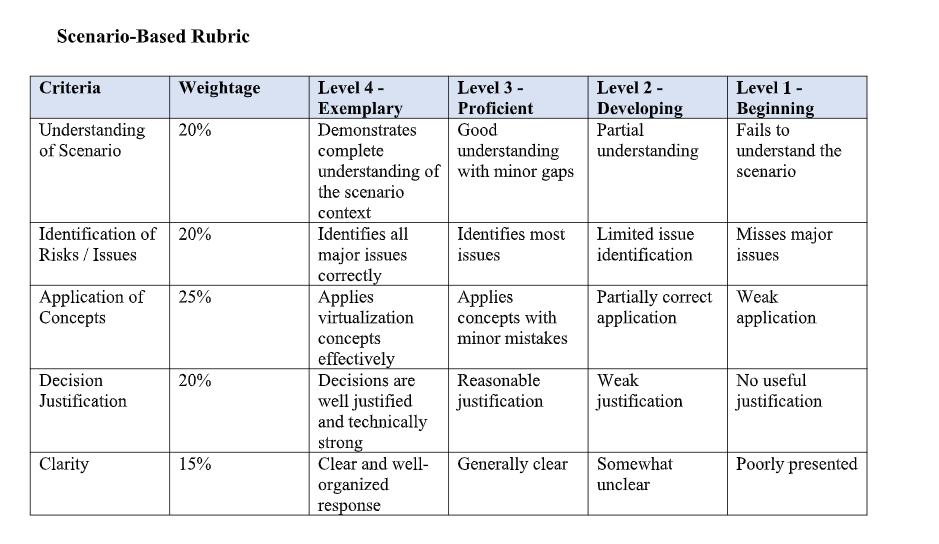 Scenario-Based Rubric
Criteria
Weightage
Level 4 -
Exemplary
Level 3 -
Proficient
Level 2 -
Developing
Level 1 -
Beginning
Understanding
of Scenario
20%
Demonstrates
complete
understanding of
the scenario
context
Good
understanding
with minor gaps
Partial
understanding
Fails to
understand the
scenario
Identification of
Risks / Issues
20%
Identifies all
major issues
correctly
Identifies most
issues
Limited issue
identification
Misses major
issues
Application of
Concepts
25%
Applies
virtualization
concepts
effectively
Applies
concepts with
minor mistakes
Partially correct
application
Weak
application
Decision
Justification
20%
Decisions are
well justified
and technically
strong
Reasonable
justification
Weak
justification
No useful
justification
Clarity
15%
Clear and well-
organized
response
Generally clear
Somewhat
unclear
Poorly presented